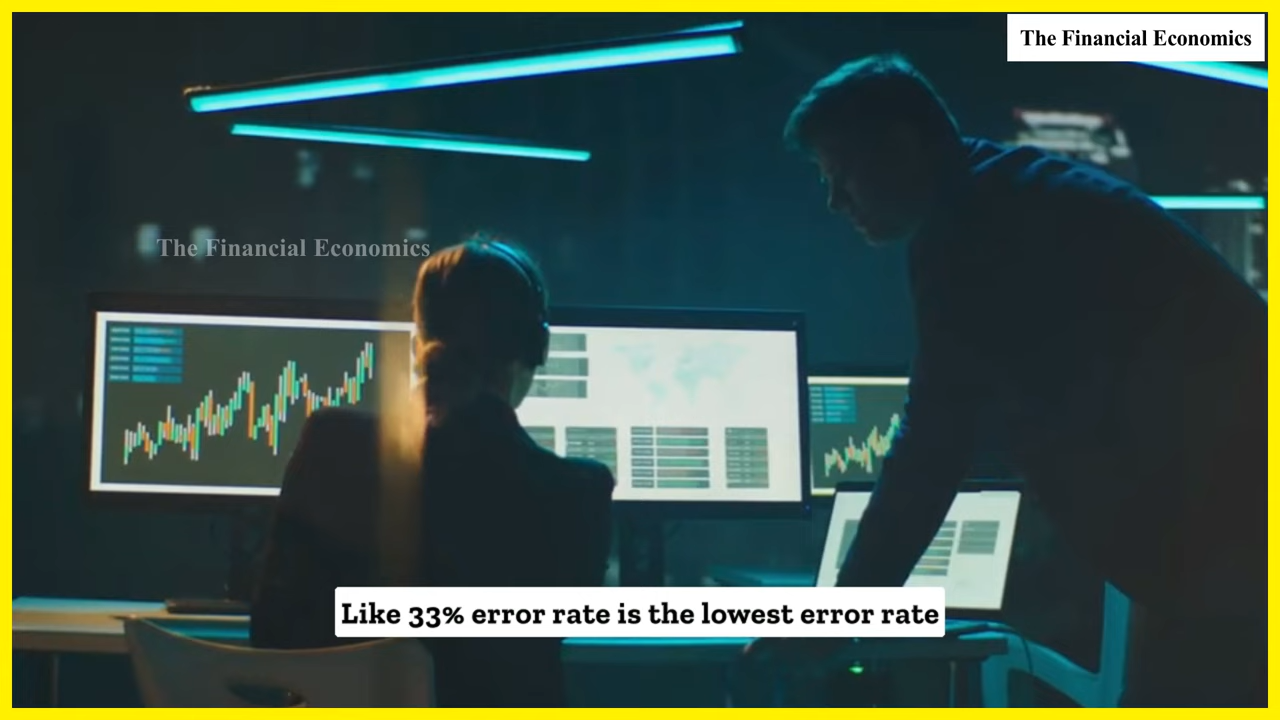 The Financial Economics
The Financial Economics
Like 33% error rate is the lowest error rate